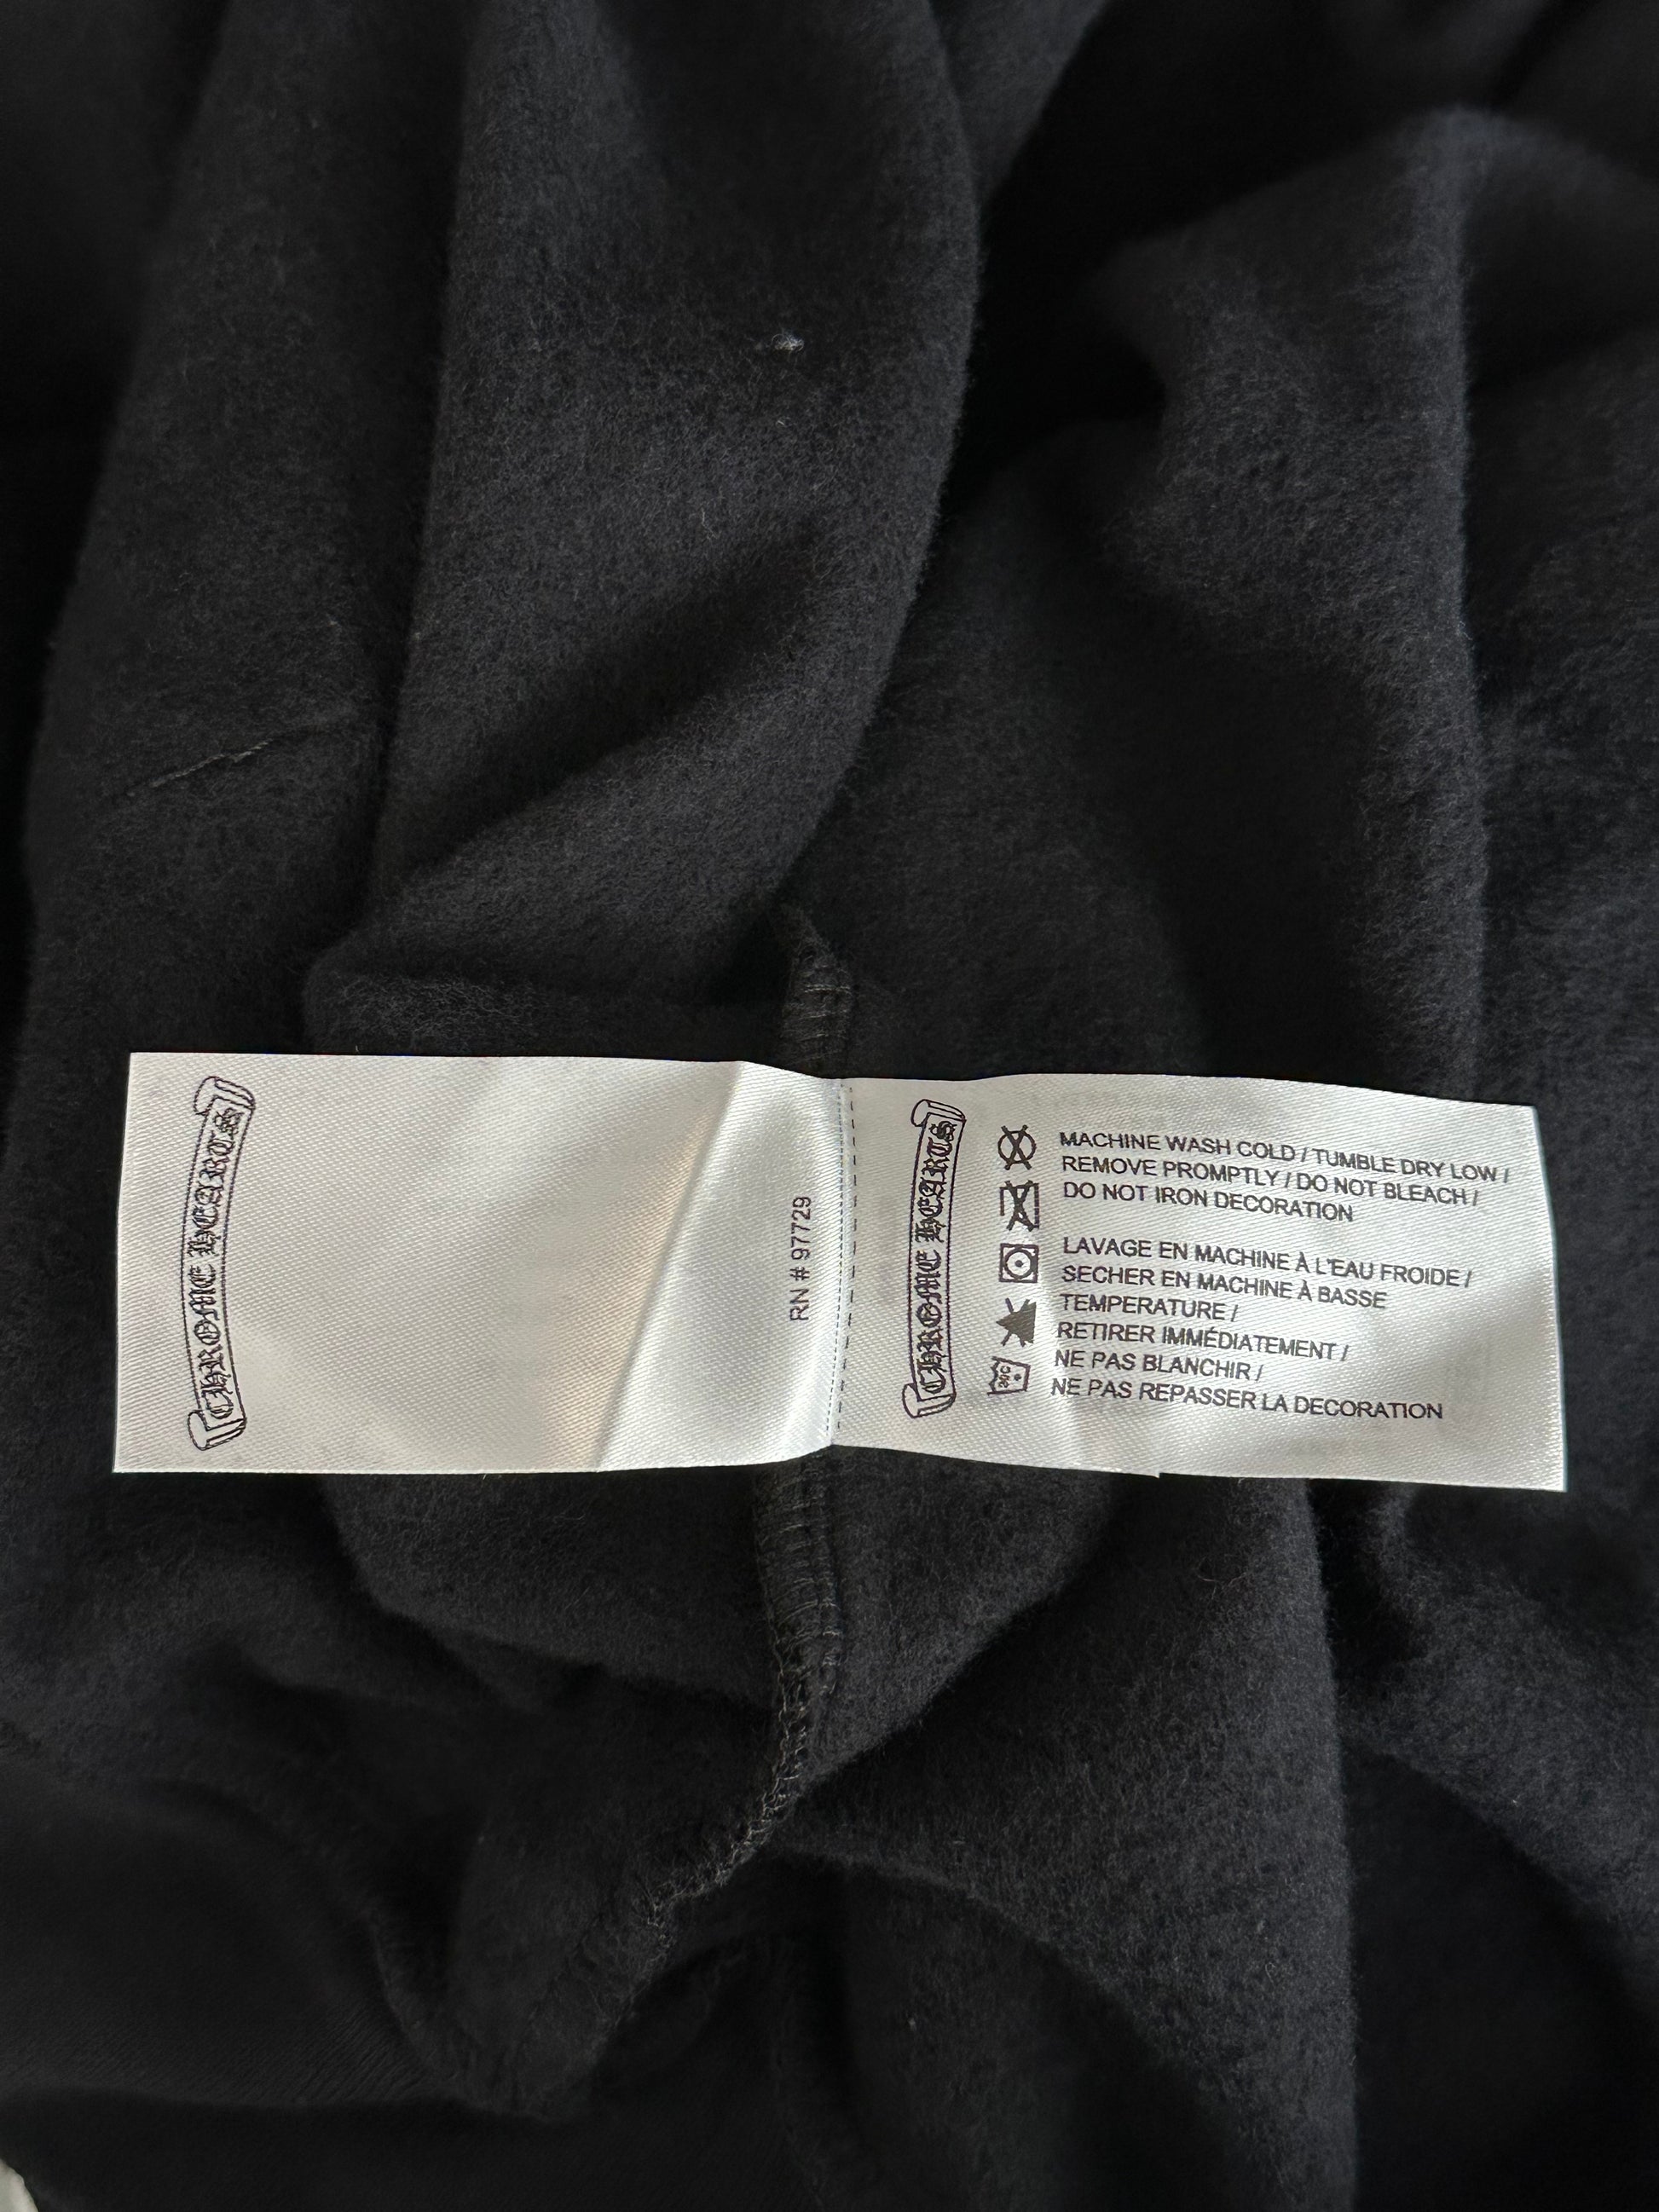 CHROME HEARTS
RN # 97729
CHROME HEARTS
MACHINE WASH COLD / TUMBLE DRY LOW /
REMOVE PROMPTLY / DO NOT BLEACH /
DO NOT IRON DECORATION
LAVAGE EN MACHINE À L'EAU FROIDE /
SECHER EN MACHINE À BASSE
TEMPERATURE /
RETIRER IMMÉDIATEMENT /
NE PAS BLANCHIR /
NE PAS REPASSER LA DECORATION